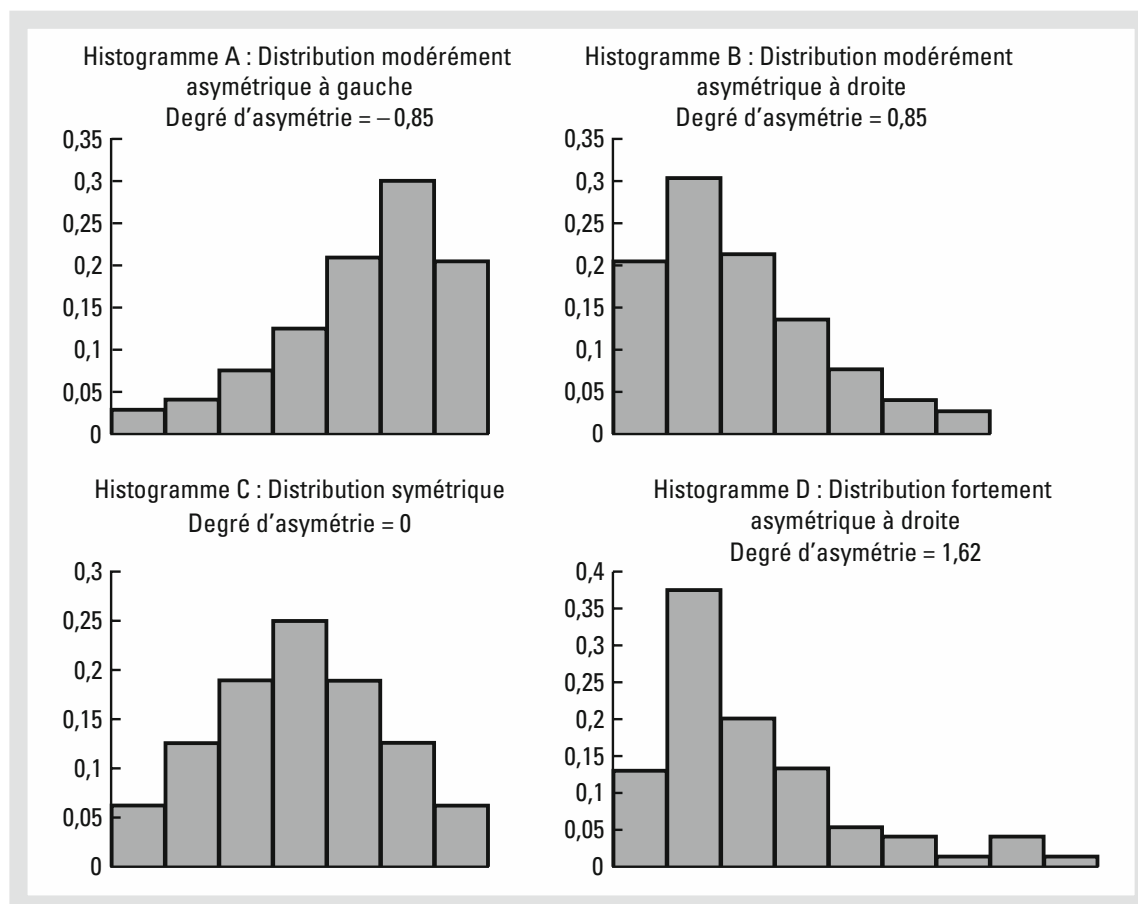 Histogramme A : Distribution modérément
asymétrique à gauche
Degré d'asymétrie = – 0,85
0,35
0,3
0,25
0,2
0,15
0,1
0,05
0
Histogramme B : Distribution modérément
asymétrique à droite
Degré d'asymétrie = 0,85
0,35
0,3
0,25
0,2
0,15
0,1
0,05
0
Histogramme C : Distribution symétrique
Degré d'asymétrie = 0
0,3
0,25
0,2
0,15
0,1
0,05
0
Histogramme D : Distribution fortement
asymétrique à droite
Degré d'asymétrie = 1,62
0,4
0,35
0,3
0,25
0,2
0,15
0,1
0,05
0